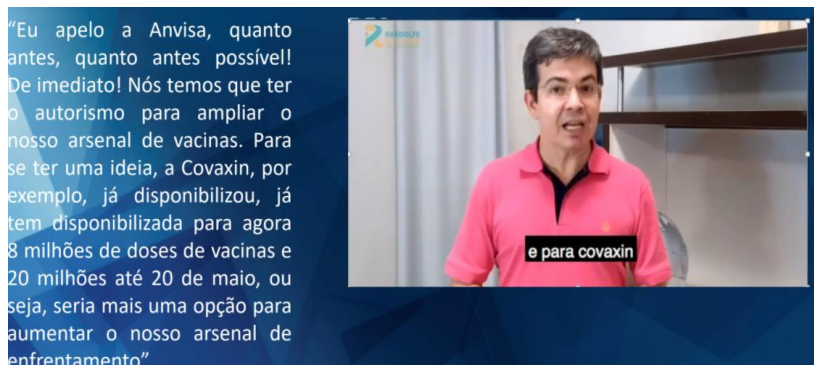 “Eu apelo a Anvisa, quanto
antes, quanto antes possível!
De imediato! Nós temos que ter
o autorismo para ampliar o
nosso arsenal de vacinas. Para
se ter uma ideia, a Covaxin, por
exemplo, já disponibilizou, já
tem disponibilizada para agora
8 milhões de doses de vacinas e
20 milhões até 20 de maio, ou
seja, seria mais uma opção para
aumentar o nosso arsenal de
enfrentamento”
RANDOLFE
e para covaxin